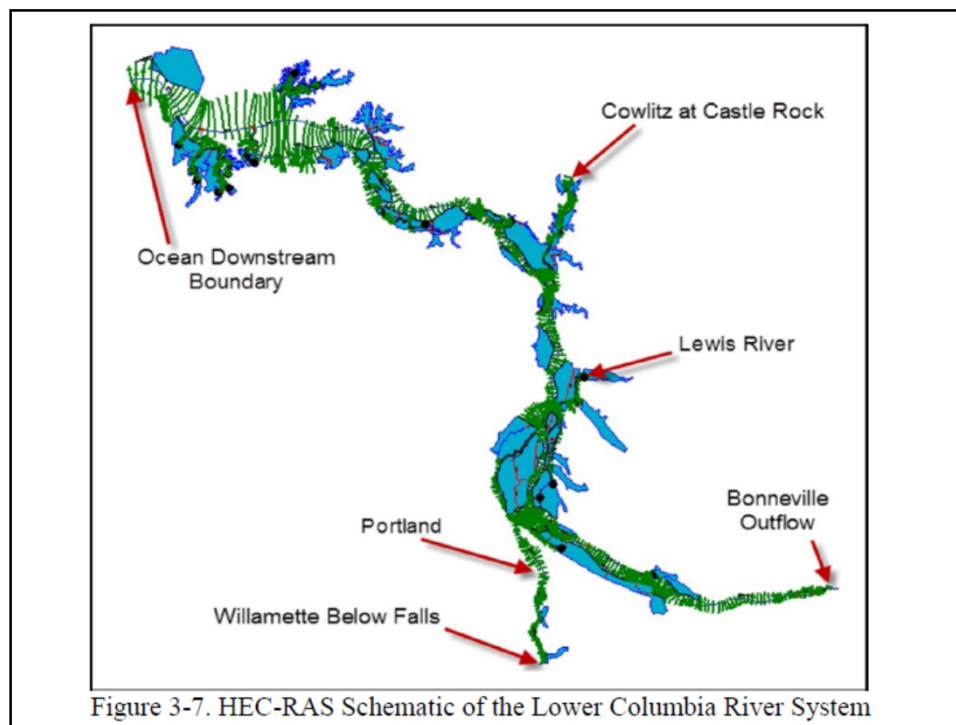 Cowlitz at Castle Rock
Ocean Downstream
Boundary
Lewis River
Bonneville
Outflow
Portland
Willamette Below Falls
Figure 3-7. HEC-RAS Schematic of the Lower Columbia River System